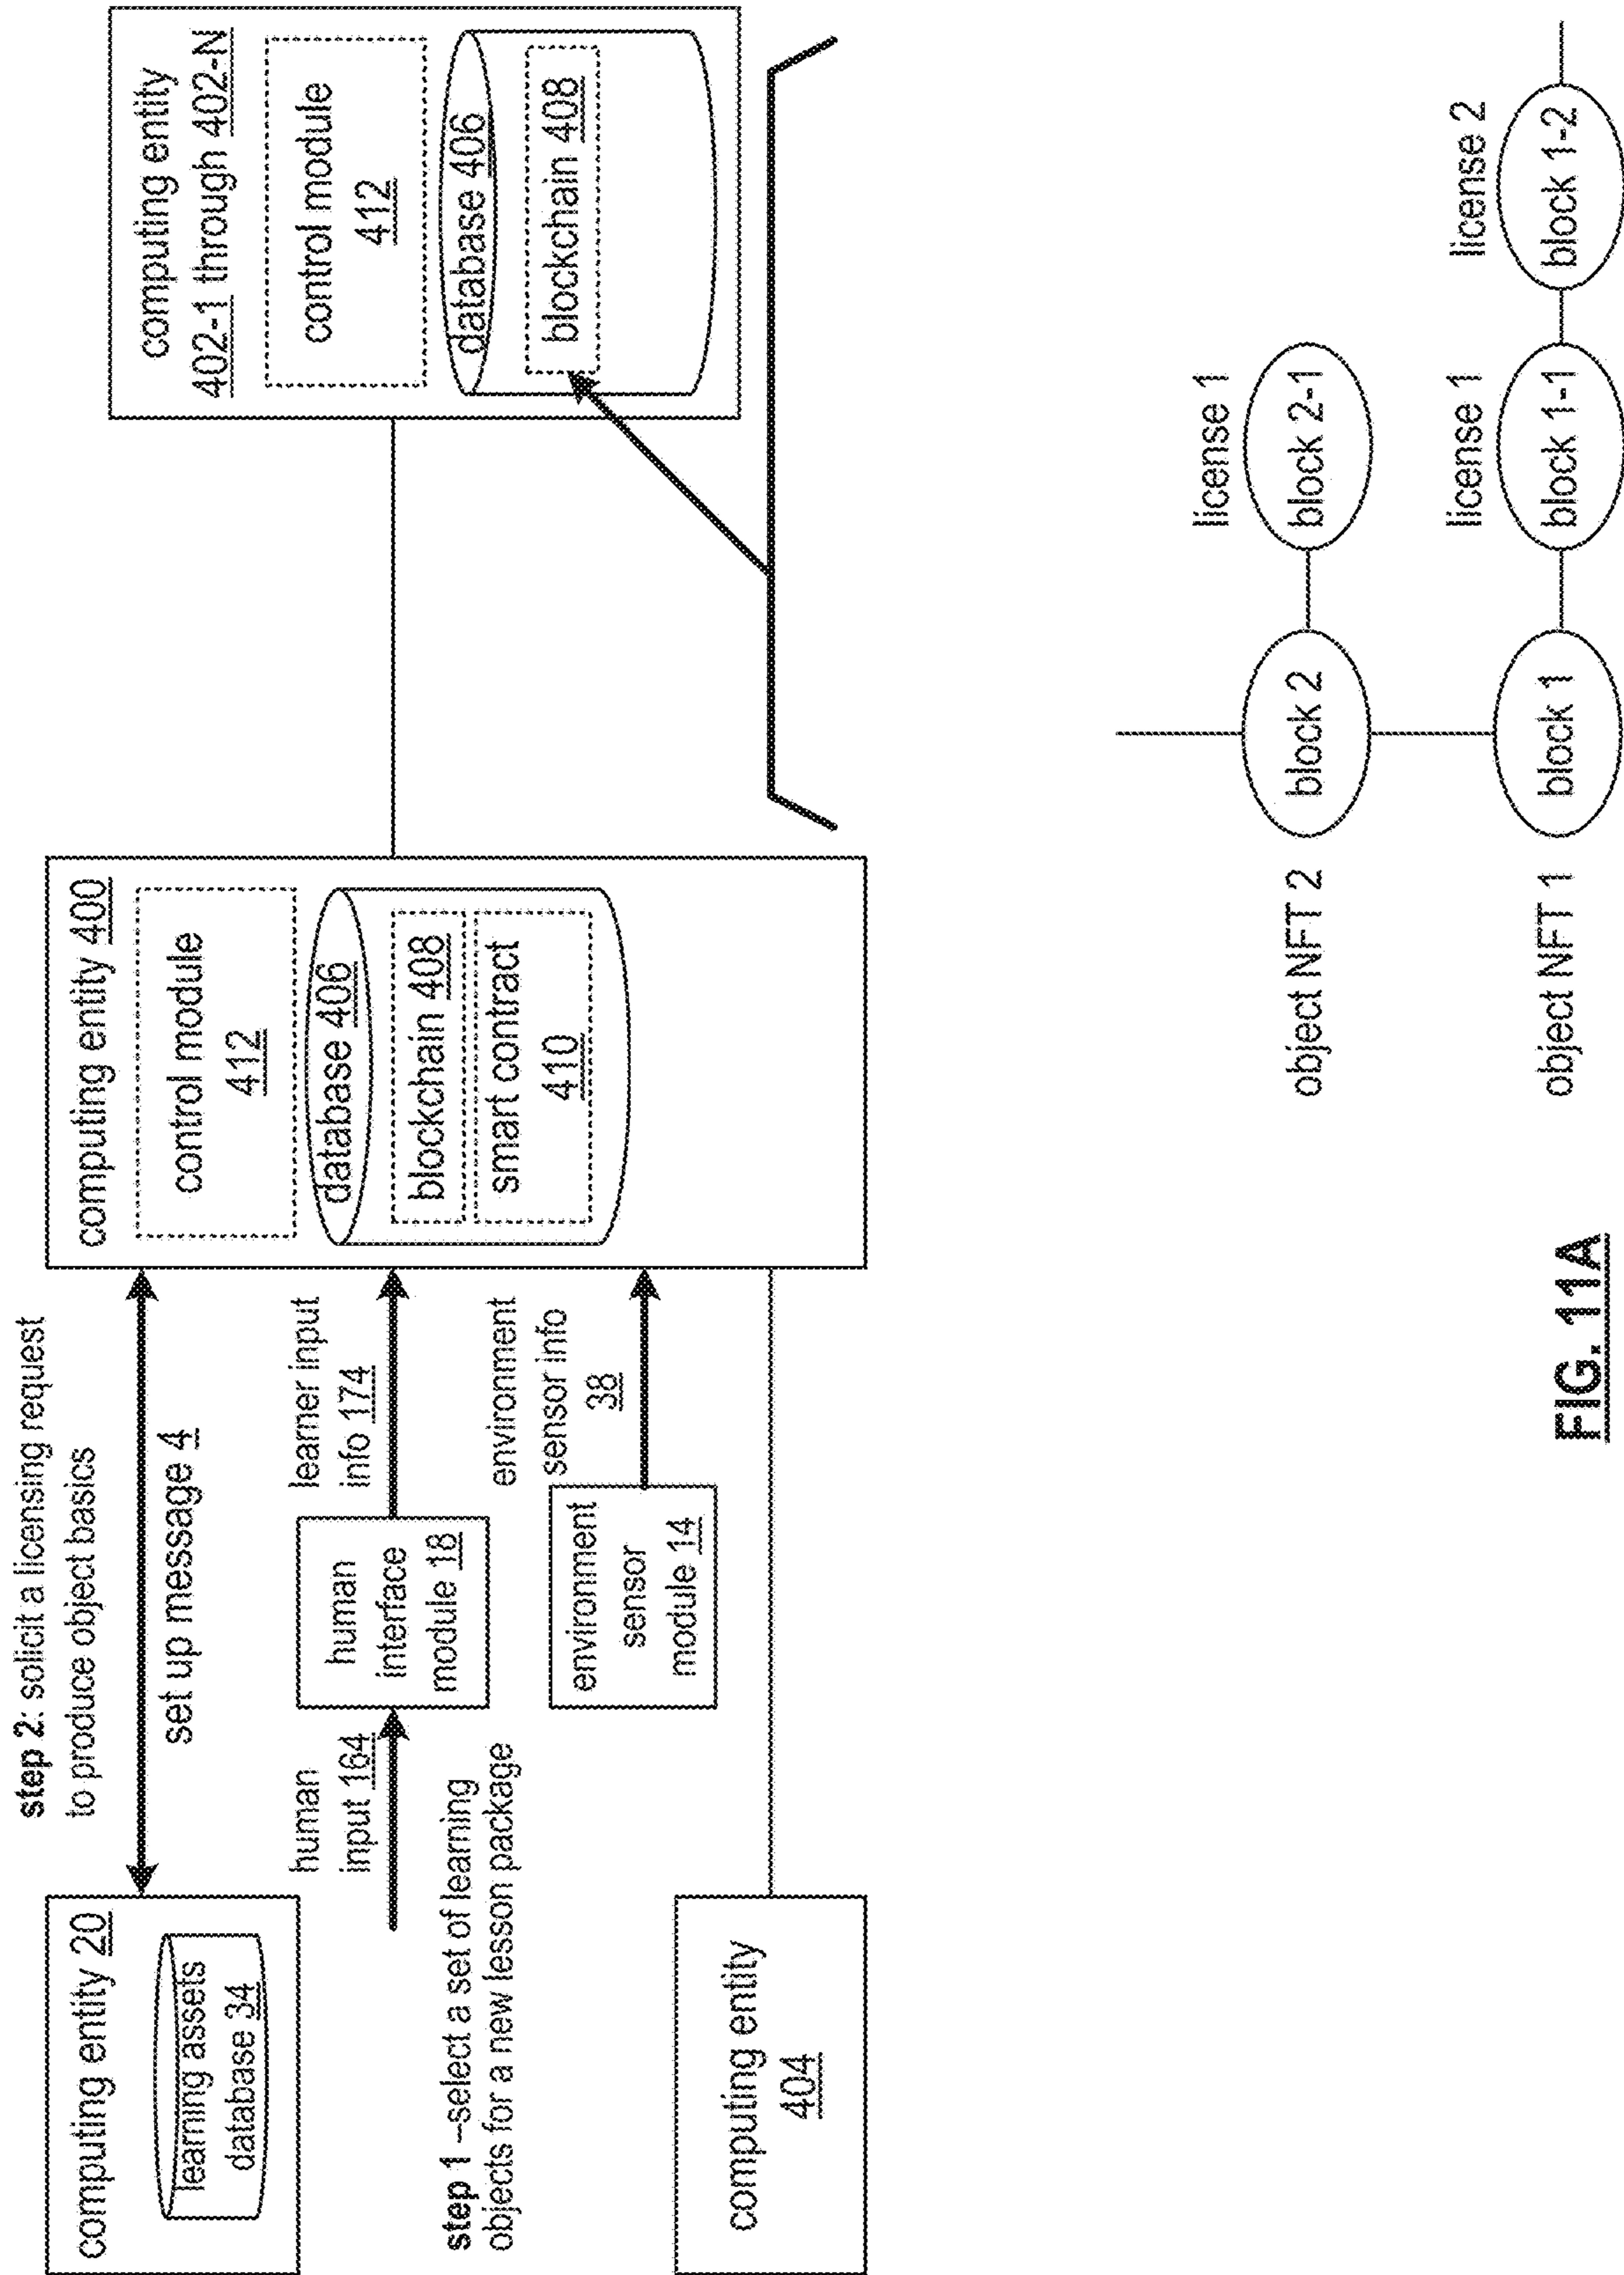 step 2: solicit a licensing request
to produce object basics
set up message 4
computing entity 20
learning assets
database 34
human
input 164
step 1 –select a set of learning
objects for a new lesson package
human
interface
module 18
learner input
info 174
environment
sensor
module 14
environment
sensor info
38
computing entity
404
computing entity 400
control module
412
database 406
blockchain 408
smart contract
410
computing entity
402-1 through 402-N
control module
412
database 406
blockchain 408
license 1
object NFT 2
block 2
block 2-1
license 1
license 2
object NFT 1
block 1
block 1-1
block 1-2
FIG. 11A